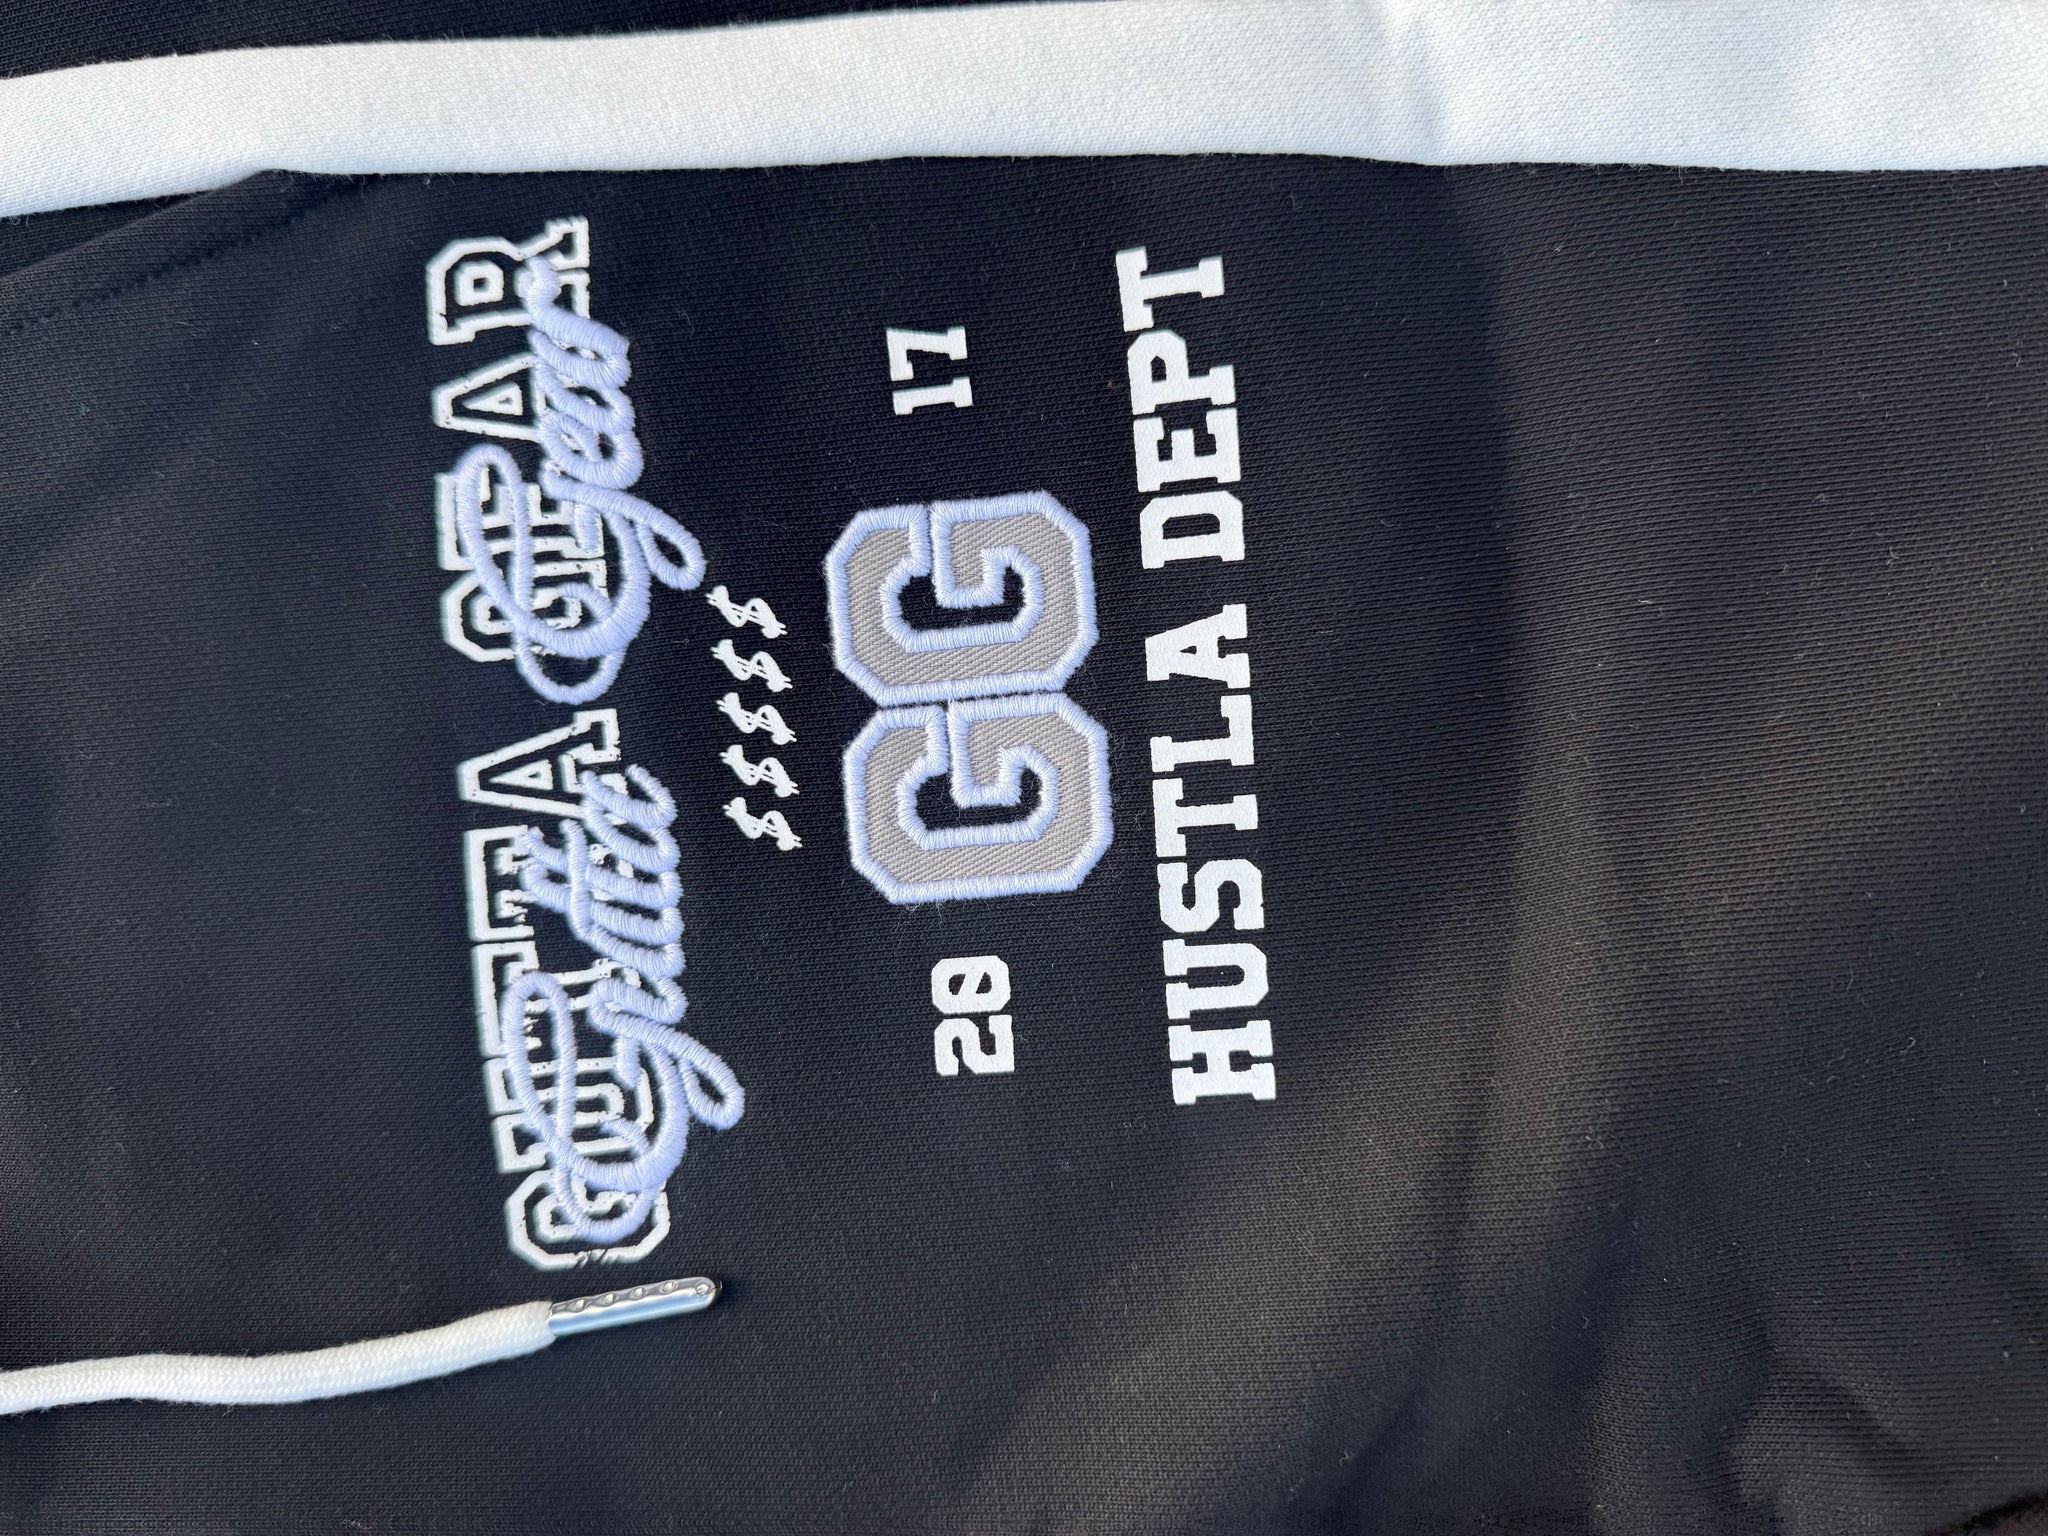 GUTTA GEAR
Gutta Gear
$$$$$
20 GG 17
HUSTLA DEPT